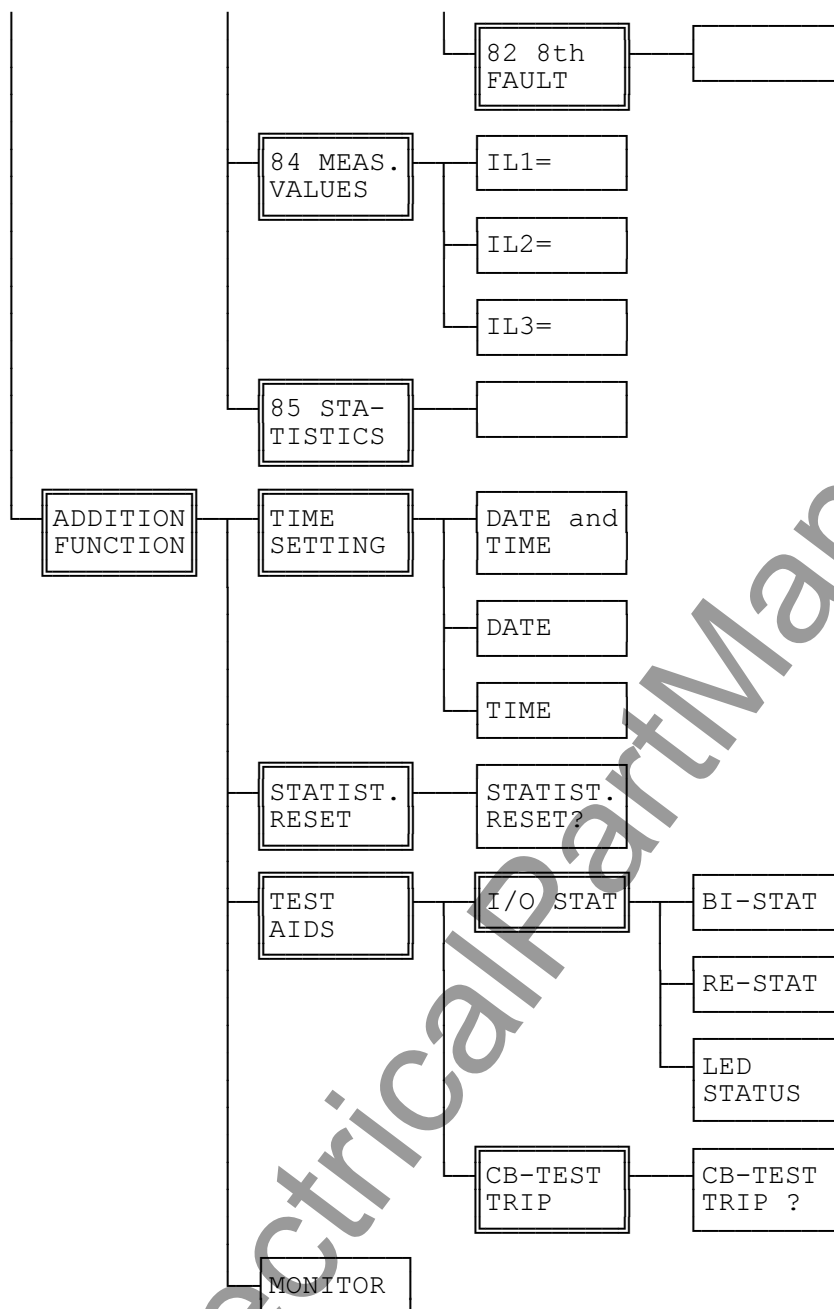 82 8th
FAULT
84 MEAS.
VALUES
IL1=
IL2=
IL3=
85 STA-
TISTICS
ADDITION
FUNCTION
TIME
SETTING
DATE and
TIME
DATE
TIME
STATIST.
RESET
STATIST.
RESET?
TEST
AIDS
I/O STAT
BI-STAT
RE-STAT
LED
STATUS
CB-TEST
TRIP
CB-TEST
TRIP ?
MONITOR
ectricalPartMan